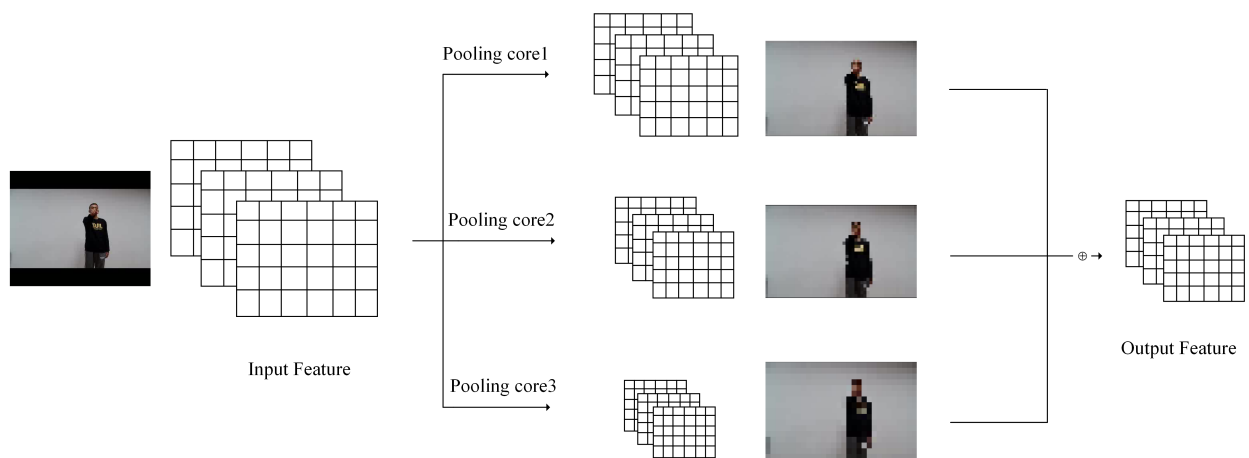 Pooling core1
Pooling core2
Pooling core3
Input Feature
Output Feature
⊕